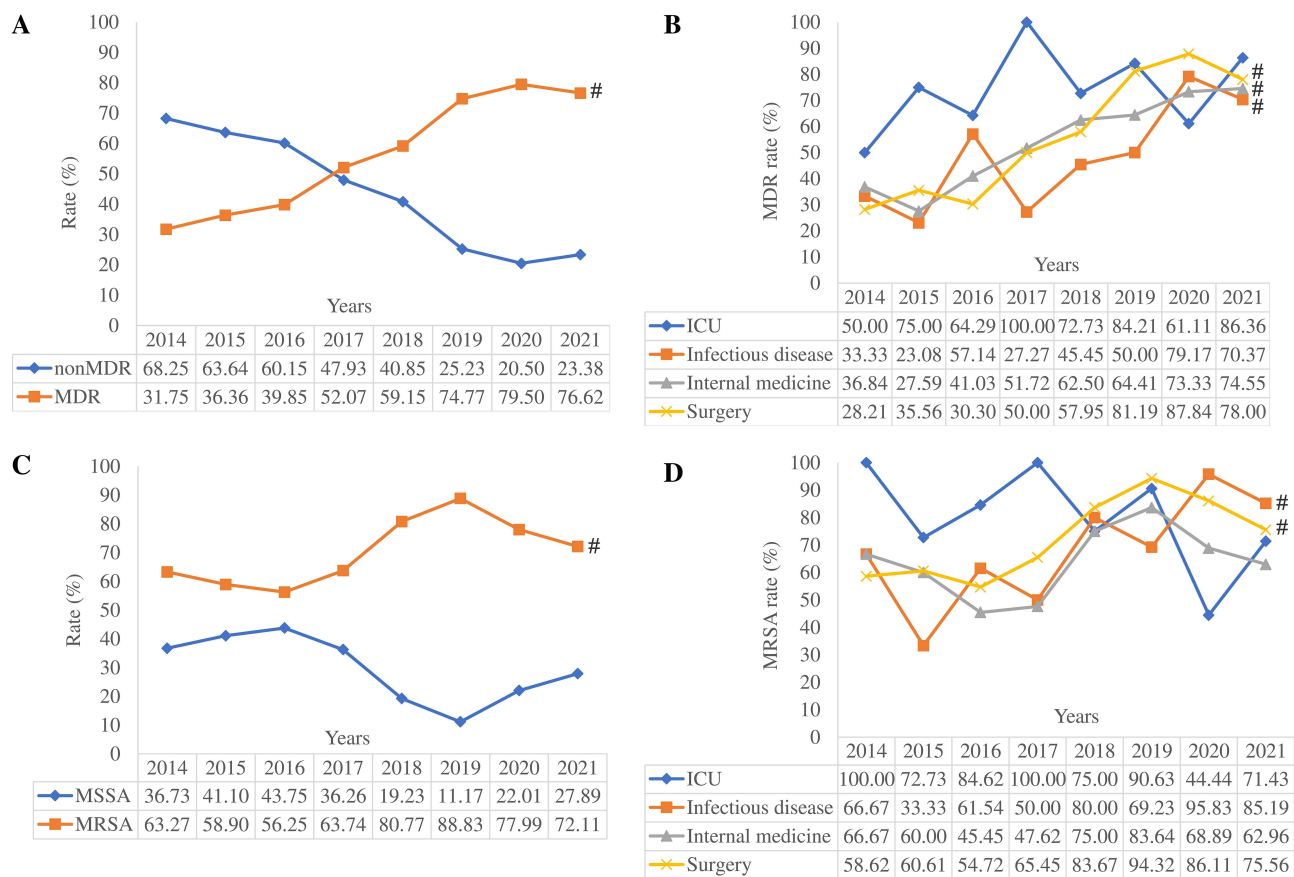 A
100
90
80
70
60
50
40
30
20
10
0
Rate (%)
#
Years
2014 2015 2016 2017 2018 2019 2020 2021
nonMDR 68.25 63.64 60.15 47.93 40.85 25.23 20.50 23.38
MDR 31.75 36.36 39.85 52.07 59.15 74.77 79.50 76.62
B
100
90
80
70
60
50
40
30
20
10
0
MDR rate (%)
#
#
#
Years
2014 2015 2016 2017 2018 2019 2020 2021
ICU 50.00 75.00 64.29 100.00 72.73 84.21 61.11 86.36
Infectious disease 33.33 23.08 57.14 27.27 45.45 50.00 79.17 70.37
Internal medicine 36.84 27.59 41.03 51.72 62.50 64.41 73.33 74.55
Surgery 28.21 35.56 30.30 50.00 57.95 81.19 87.84 78.00
C
100
90
80
70
60
50
40
30
20
10
0
Rate (%)
#
Years
2014 2015 2016 2017 2018 2019 2020 2021
MSSA 36.73 41.10 43.75 36.26 19.23 11.17 22.01 27.89
MRSA 63.27 58.90 56.25 63.74 80.77 88.83 77.99 72.11
D
100
90
80
70
60
50
40
30
20
10
0
MRSA rate (%)
#
#
Years
2014 2015 2016 2017 2018 2019 2020 2021
ICU 100.00 72.73 84.62 100.00 75.00 90.63 44.44 71.43
Infectious disease 66.67 33.33 61.54 50.00 80.00 69.23 95.83 85.19
Internal medicine 66.67 60.00 45.45 47.62 75.00 83.64 68.89 62.96
Surgery 58.62 60.61 54.72 65.45 83.67 94.32 86.11 75.56